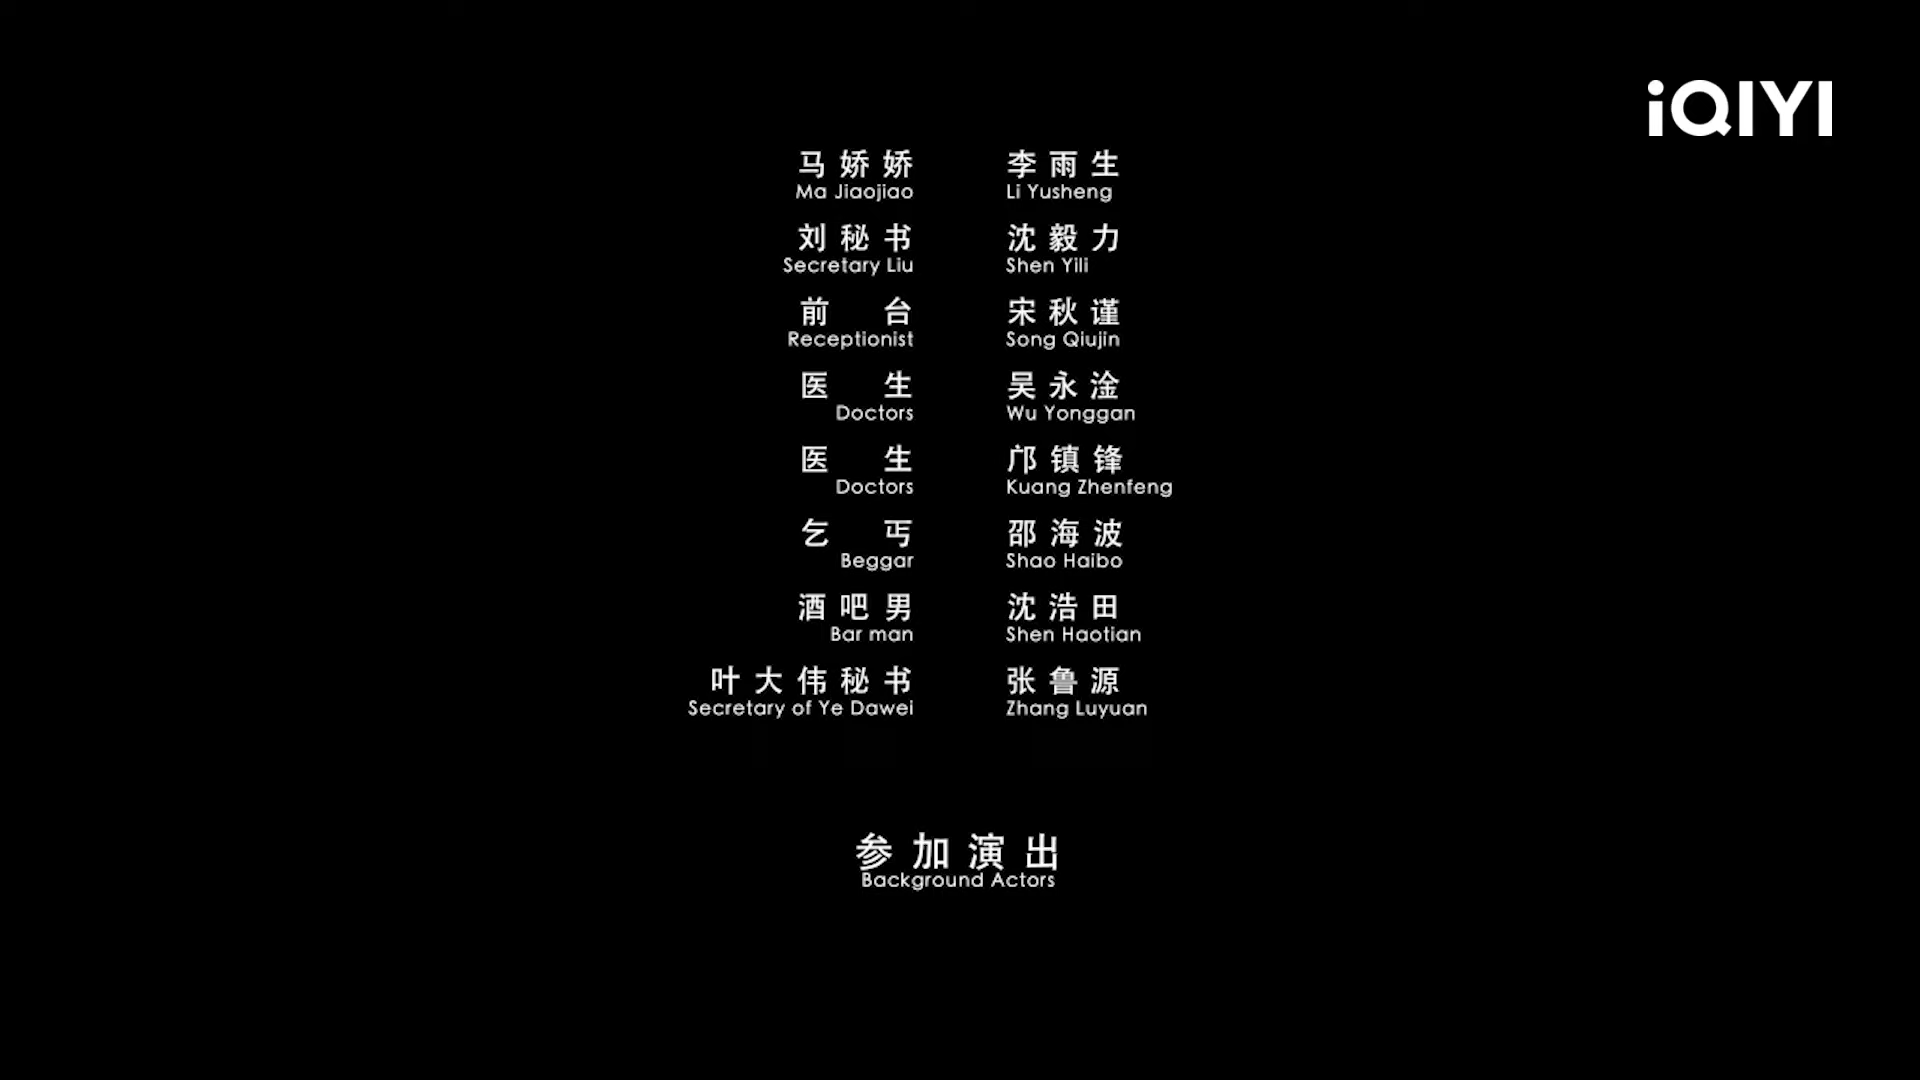 iQIYI
马娇娇 李雨生
Ma Jiaojiao Li Yusheng
刘秘书 沈毅力
Secretary Liu Shen Yili
前台 宋秋谨
Receptionist Song Qiujin
医生 吴永淦
Doctors Wu Yonggan
医生 邝镇锋
Doctors Kuang Zhenfeng
乞丐 邵海波
Beggar Shao Haibo
酒吧男 沈浩田
Bar man Shen Haotian
叶大伟秘书 张鲁源
Secretary of Ye Dawei Zhang Luyuan
参加演出
Background Actors